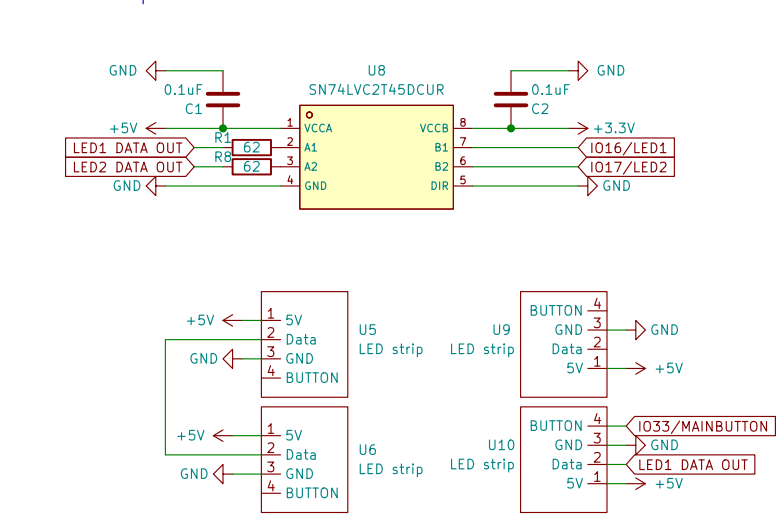 GND
0.1uF
C1
U8
SN74LVC2T45DCUR
0.1uF
C2
GND
+5V
1 VCCA
VCCB 8
+3.3V
LED1 DATA OUT
R1
62
2 A1
B1 7
IO16/LED1
LED2 DATA OUT
R8
62
3 A2
B2 6
IO17/LED2
GND
4 GND
DIR 5
GND
+5V
1 5V
2 Data
GND
3 GND
4 BUTTON
U5
LED strip
U9
LED strip
BUTTON 4
GND 3
GND
Data 2
5V 1
+5V
+5V
1 5V
2 Data
GND
3 GND
4 BUTTON
U6
LED strip
U10
LED strip
BUTTON 4
IO33/MAINBUTTON
GND 3
GND
Data 2
LED1 DATA OUT
5V 1
+5V